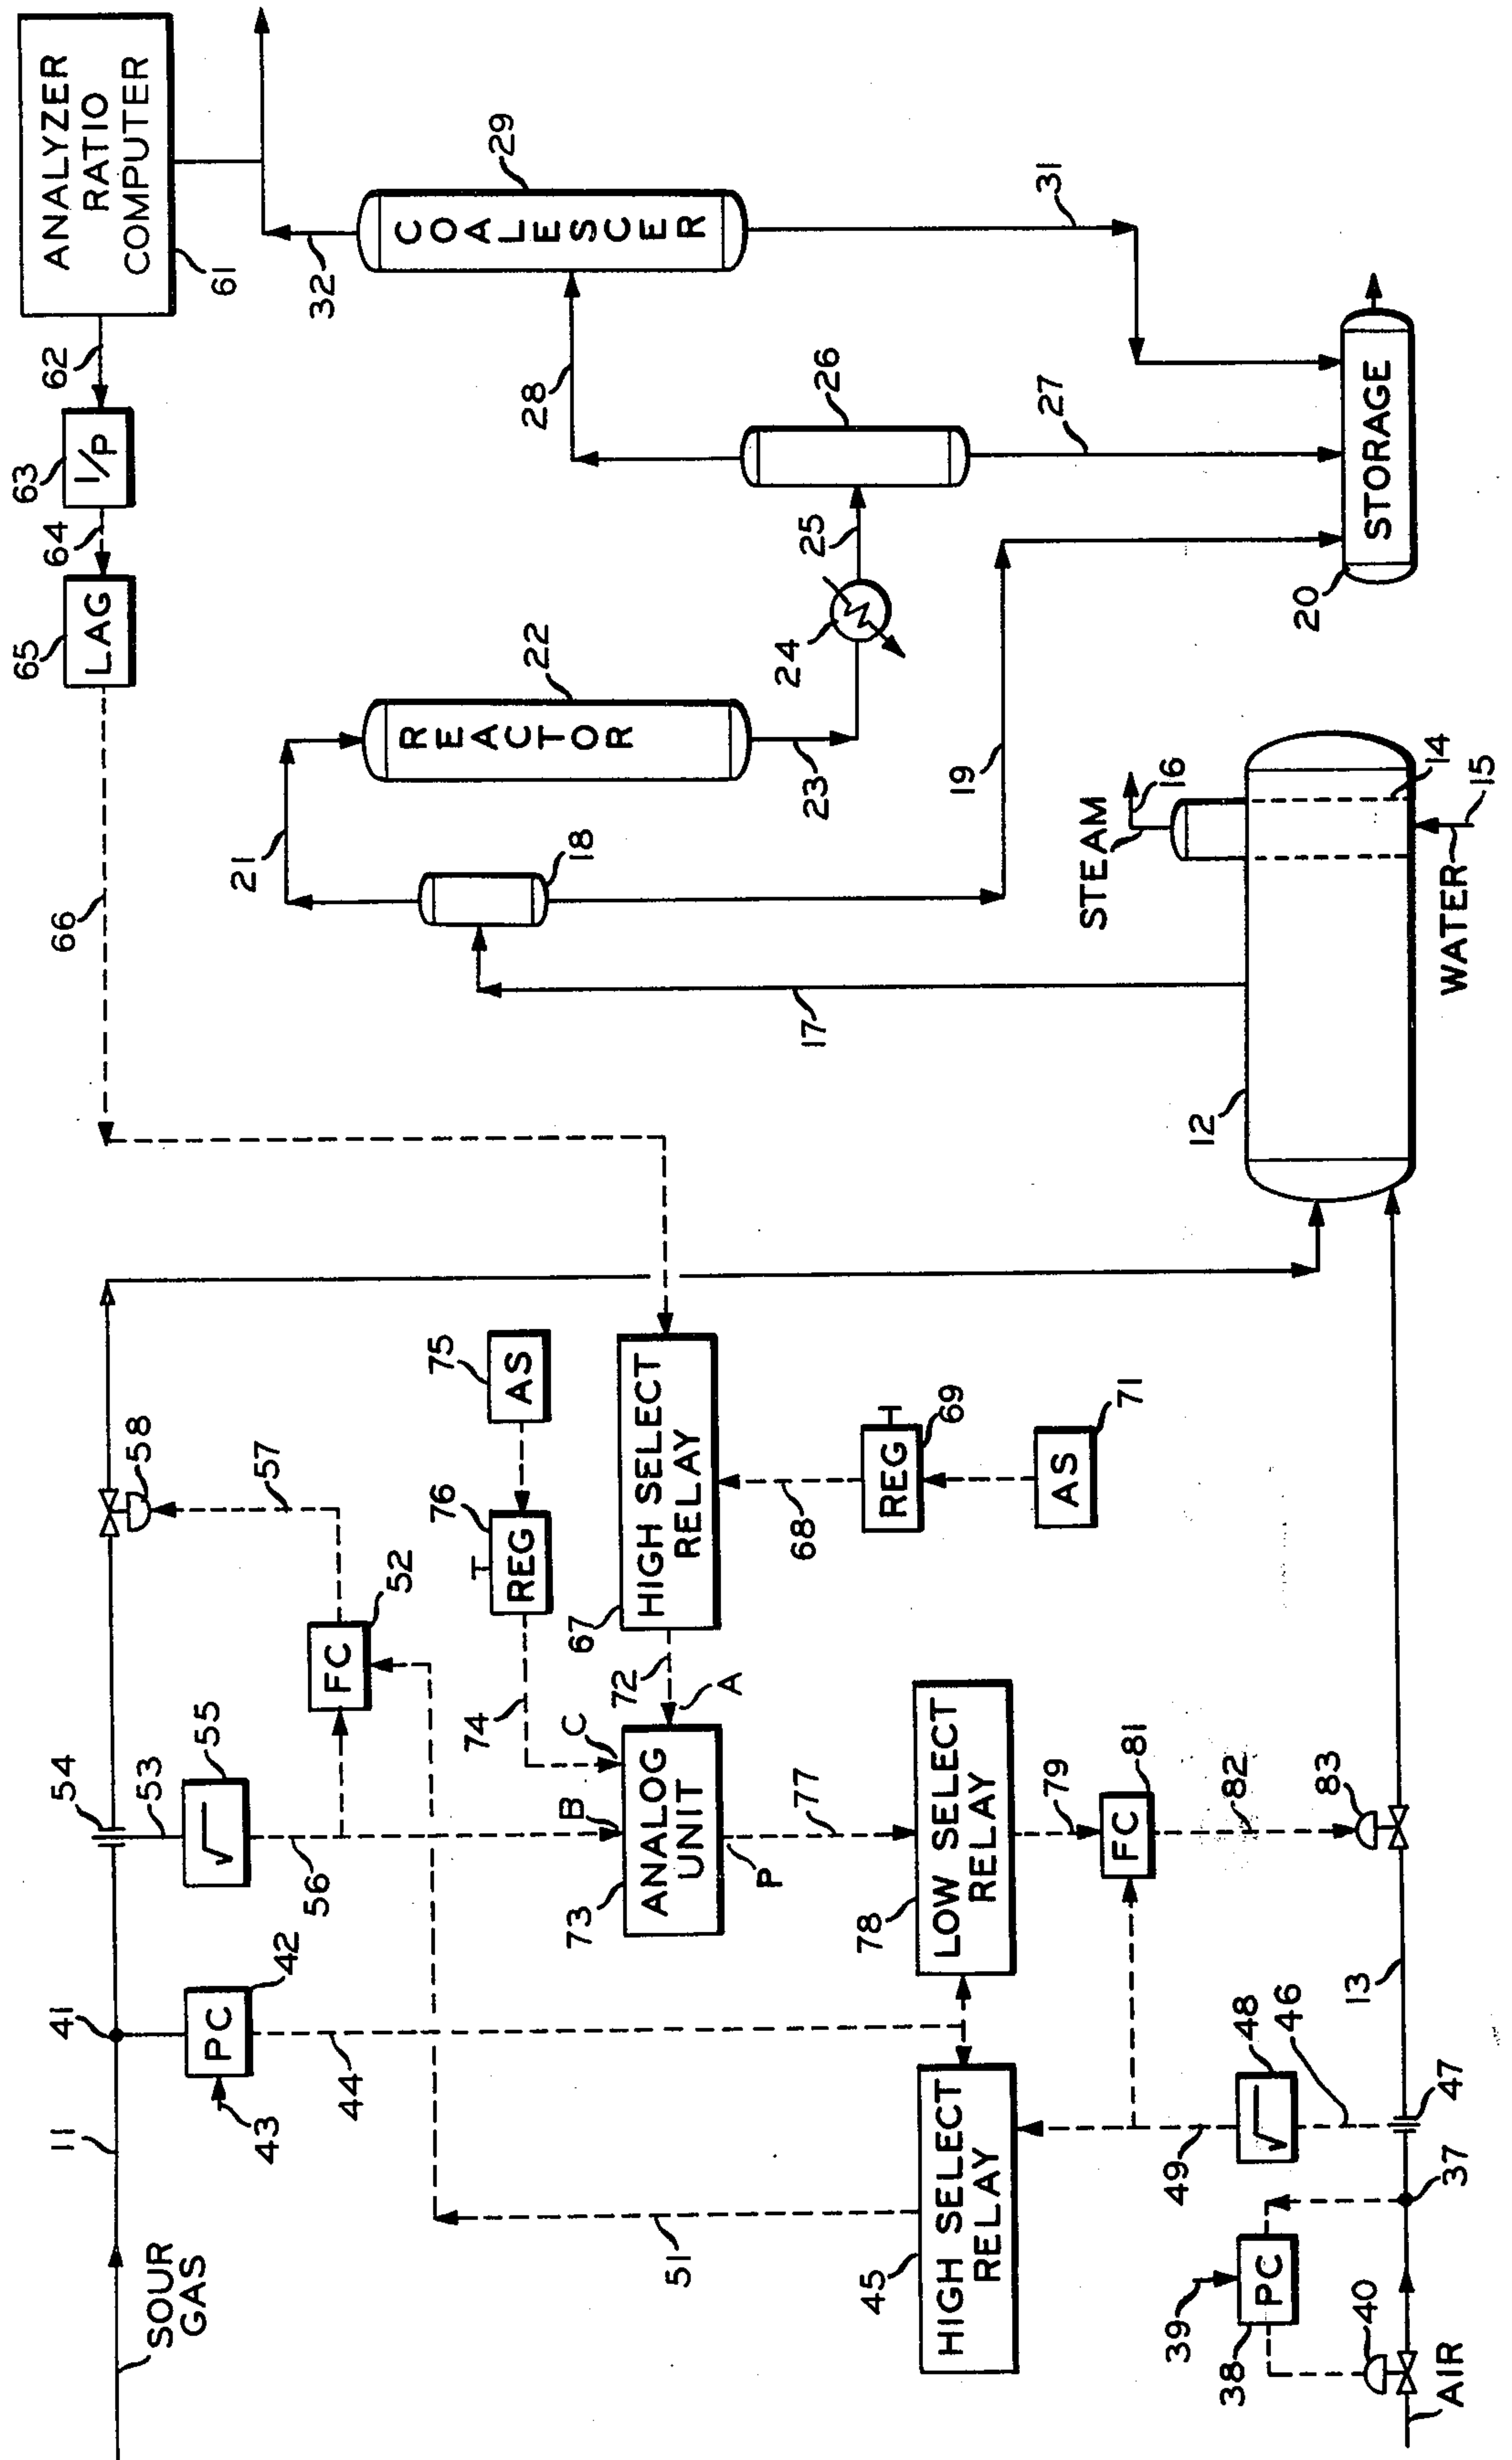 SOUR
GAS
11
41
PC
42
43
44
54
53
√
55
56
FC
52
57
58
51
HIGH SELECT
RELAY
45
LOW SELECT
RELAY
78
ANALOG
UNIT
73
A
B
C
P
72
74
77
REG
T
76
AS
75
HIGH SELECT
RELAY
67
68
REG
H
69
AS
71
79
FC
81
82
83
13
AIR
40
PC
38
39
37
47
46
√
48
49
66
LAG
65
64
I/P
63
62
ANALYZER
RATIO
COMPUTER
61
32
COALESCER
29
28
31
26
27
25
24
23
REACTOR
22
21
18
19
17
12
STEAM
16
14
WATER
15
STORAGE
20